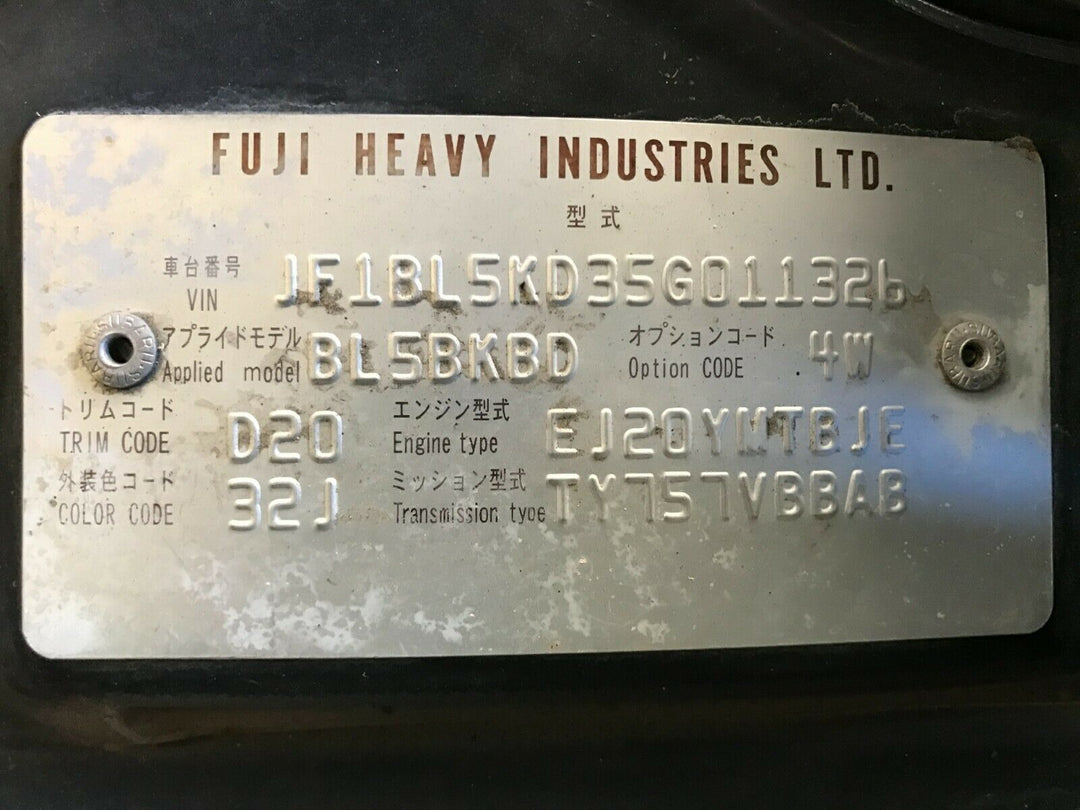 FUJI HEAVY INDUSTRIES LTD.
型式
車台番号
VIN JF1BL5KD35G011326
アプライドモデル オプションコード
Applied model BL5BKBD Option CODE 4W
トリムコード エンジン型式
TRIM CODE D20 Engine type EJ20YMTBJE
外装色コード ミッション型式
COLOR CODE 32J Transmission type TY757VBBAB